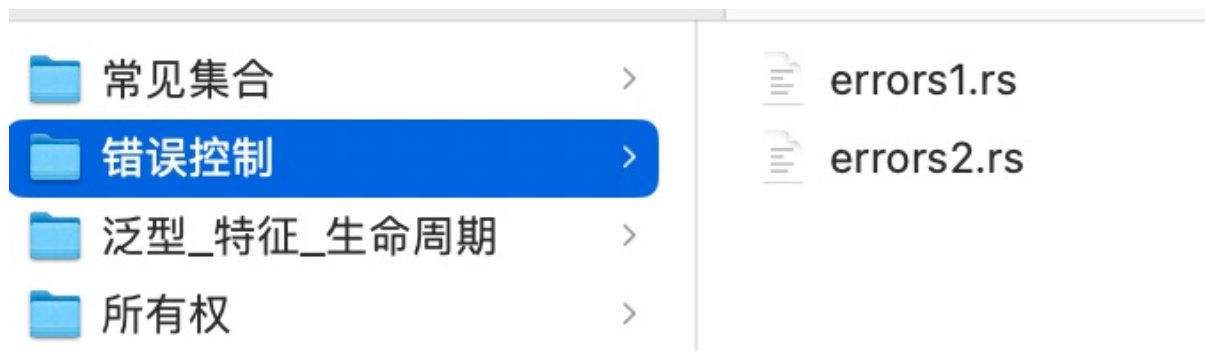 常见集合
错误控制
泛型_特征_生命周期
所有权
errors1.rs
errors2.rs